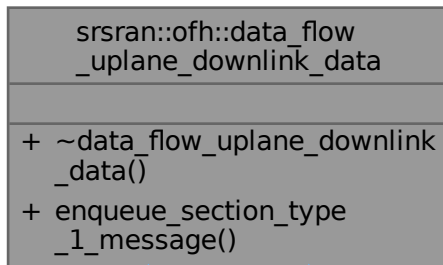 srsran::ofh::data_flow
_uplane_downlink_data
+ ~data_flow_uplane_downlink
_data()
+ enqueue_section_type
_1_message()